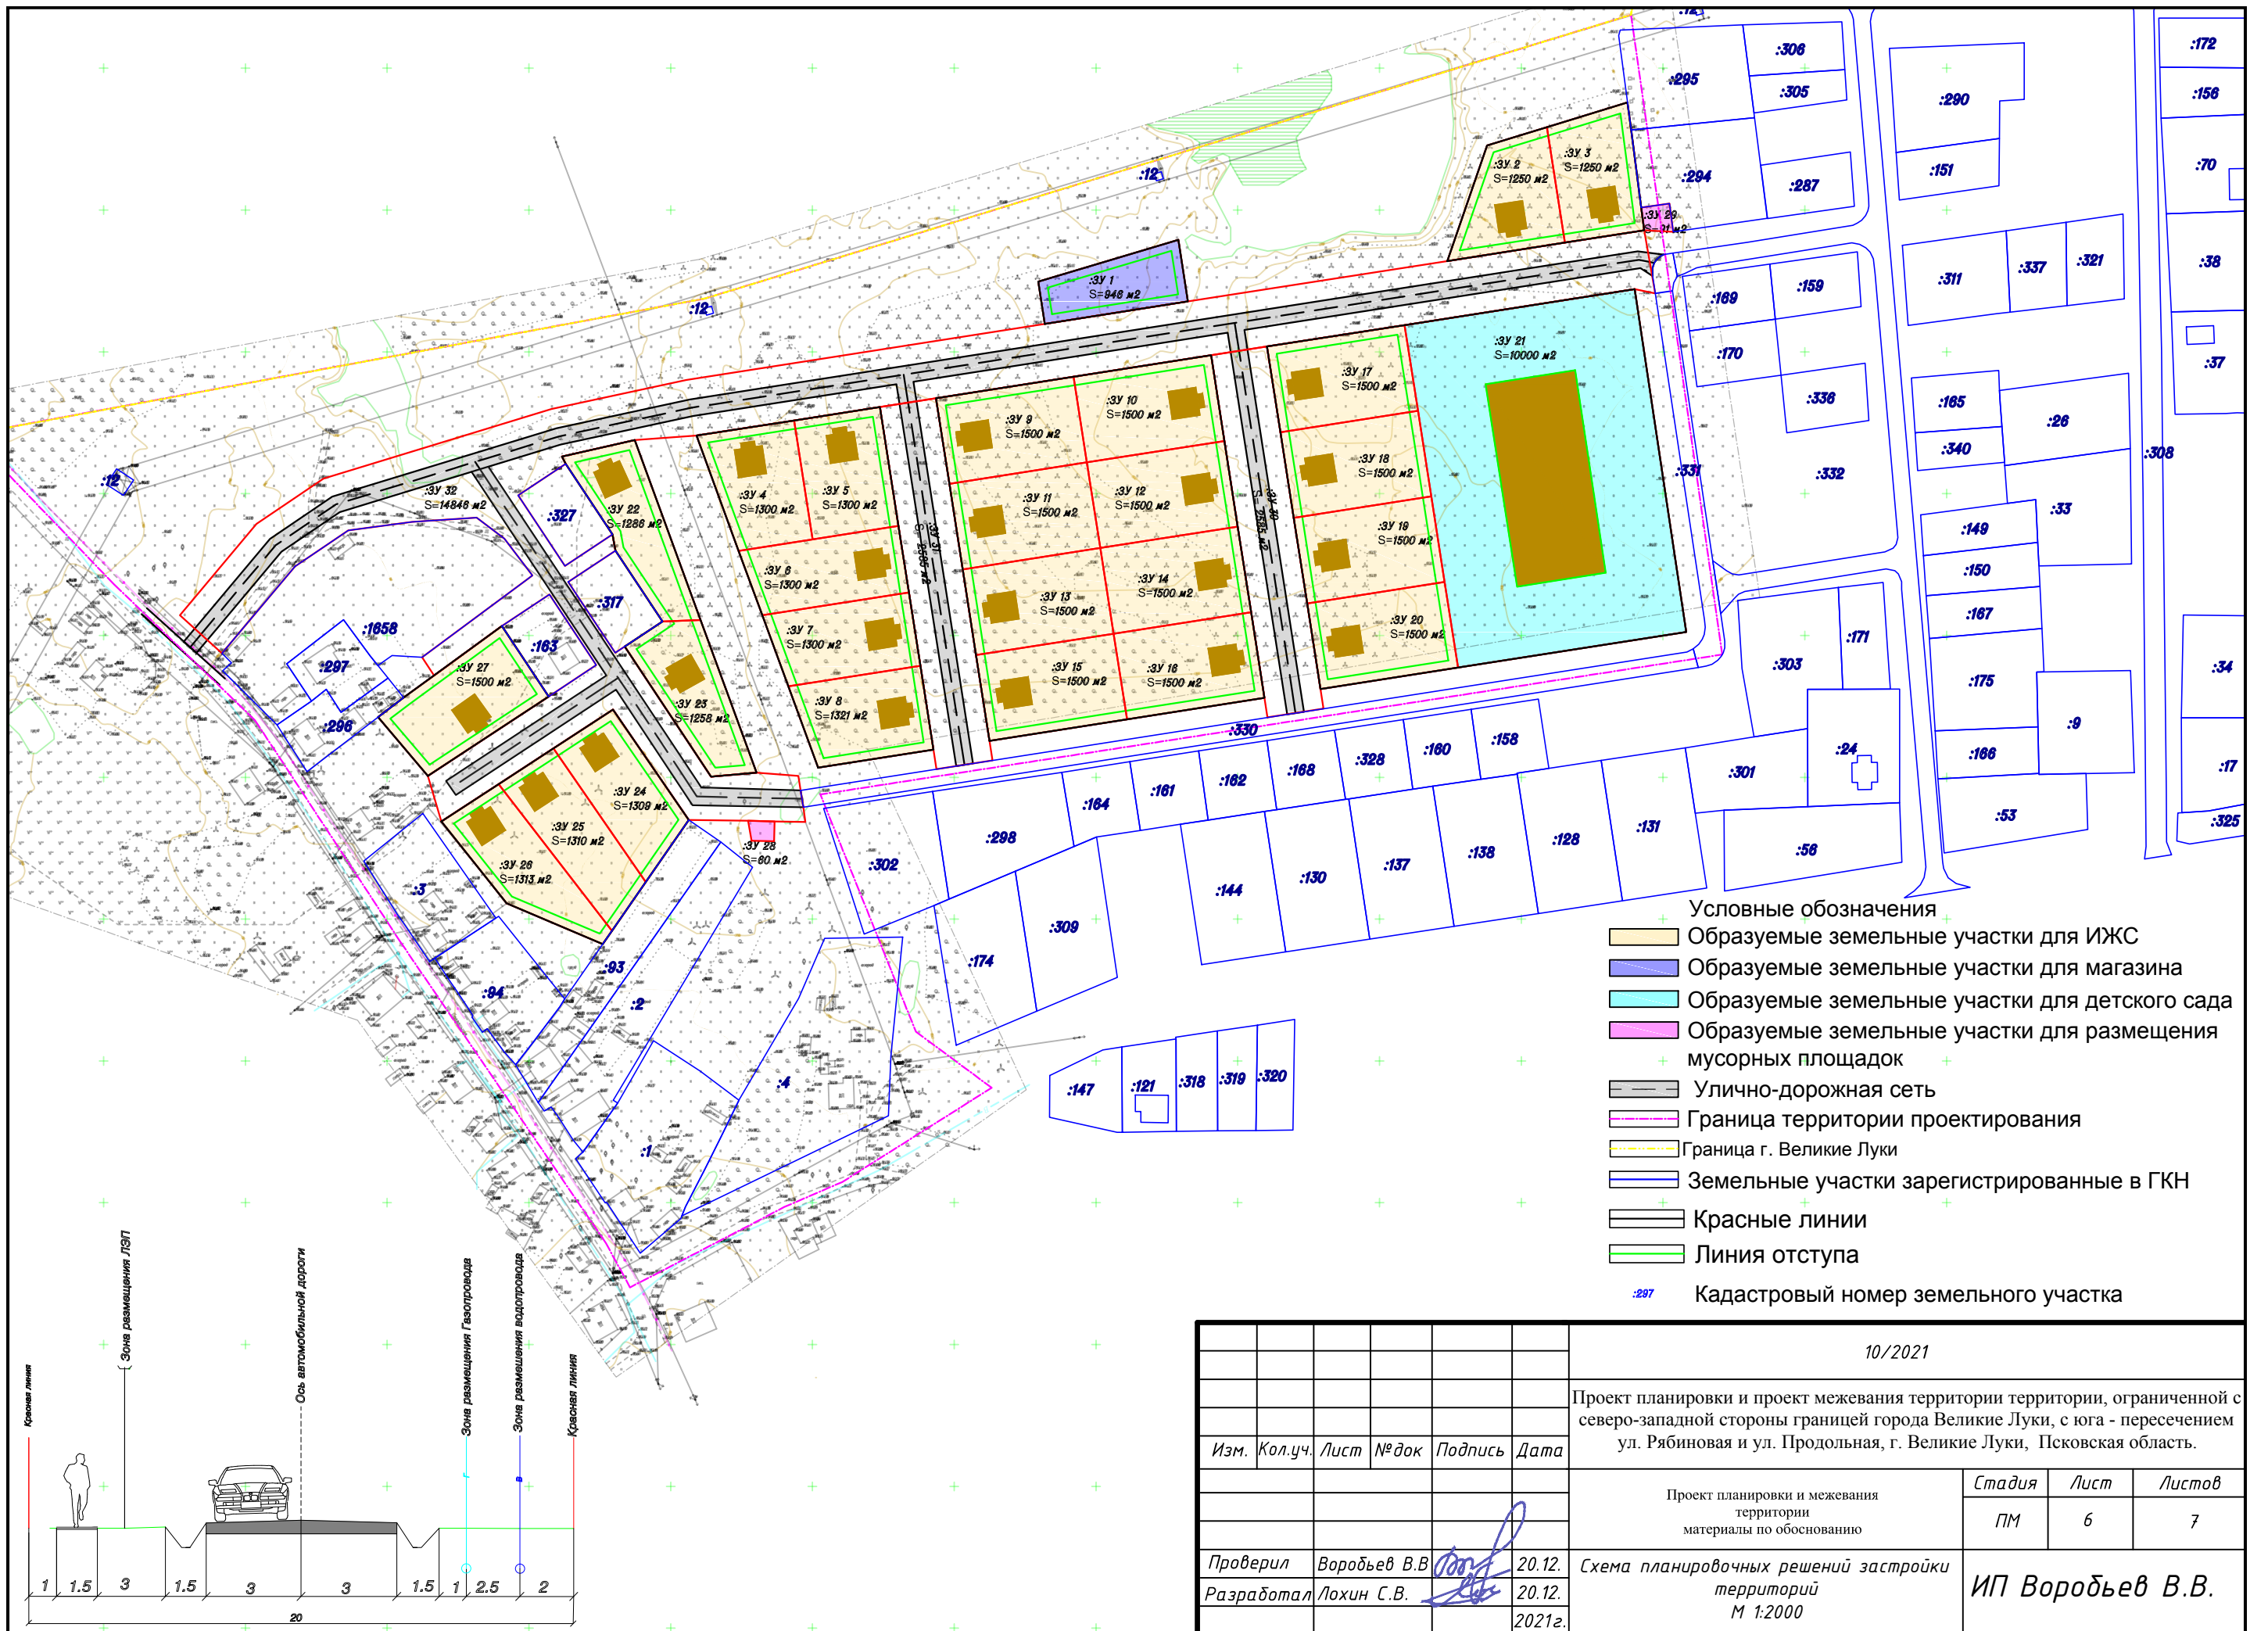 :12
:306
:172
:295
:305
:290
:156
:ЗУ 2
S=1250 м2
:ЗУ 3
S=1250 м2
:12
:294
:287
:151
:70
:ЗУ 29
S=31 м2
:311
:337
:321
:38
:ЗУ 1
S=946 м2
:12
:169
:159
:170
:37
:ЗУ 21
S=10000 м2
:ЗУ 17
S=1500 м2
:336
:165
:26
:340
:308
:ЗУ 10
S=1500 м2
:ЗУ 9
S=1500 м2
:12
:ЗУ 32
S=14846 м2
:327
:ЗУ 22
S=1286 м2
:ЗУ 4
S=1300 м2
:ЗУ 5
S=1300 м2
:ЗУ 11
S=1500 м2
:ЗУ 12
S=1500 м2
:ЗУ 18
S=1500 м2
:331
:332
:33
:ЗУ 31
:ЗУ 30
S= 2585 м2
:ЗУ 19
S=1500 м2
:149
:150
:ЗУ 6
S=1300 м2
:ЗУ 14
S=1500 м2
:ЗУ 13
S=1500 м2
:317
:167
:1658
:163
:297
:ЗУ 7
S=1300 м2
:ЗУ 20
S=1500 м2
:171
:303
:ЗУ 27
S=1500 м2
:ЗУ 15
S=1500 м2
:ЗУ 16
S=1500 м2
:175
:34
:ЗУ 23
S=1258 м2
:ЗУ 8
S=1321 м2
:296
:330
:9
:158
:160
:328
:168
:162
:161
:164
:301
:24
:166
:17
:ЗУ 24
S=1309 м2
:ЗУ 25
S=1310 м2
:ЗУ 26
S=1313 м2
:ЗУ 28
S=60 м2
:298
:302
:131
:128
:138
:137
:130
:144
:56
:53
:325
:3
:309
:174
:93
:94
:2
:4
:1
:147
:121
:318
:319
:320
Условные обозначения
Образуемые земельные участки для ИЖС
Образуемые земельные участки для магазина
Образуемые земельные участки для детского сада
Образуемые земельные участки для размещения
мусорных площадок
Улично-дорожная сеть
Граница территории проектирования
Граница г. Великие Луки
Земельные участки зарегистрированные в ГКН
Красные линии
Линия отступа
:297 Кадастровый номер земельного участка
Красная линия
Зона размещения ЛЭП
Ось автомобильной дороги
Зона размещения Газопровода
Зона размещения водопровода
Красная линия
г
в
1 1.5 3 1.5 3 3 1.5 1 2.5 2
20
10/2021
Проект планировки и проект межевания территории территории, ограниченной с
северо-западной стороны границей города Великие Луки, с юга - пересечением
ул. Рябиновая и ул. Продольная, г. Великие Луки, Псковская область.
Изм. Кол.уч. Лист №док Подпись Дата
Проект планировки и межевания
территории
материалы по обоснованию
Стадия Лист Листов
ПМ 6 7
Проверил Воробьев В.В 20.12.
Разработал Лохин С.В. 20.12.
2021г.
Схема планировочных решений застройки
территорий
М 1:2000
ИП Воробьев В.В.